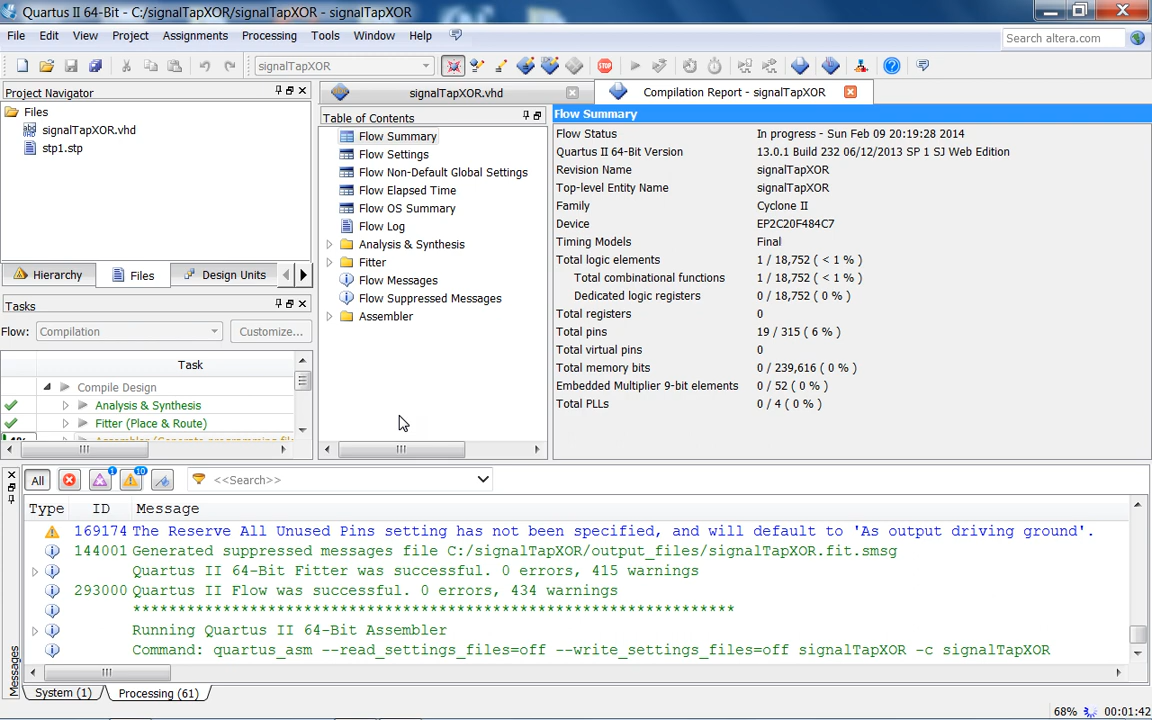 Quartus II 64-Bit - C:/signalTapXOR/signalTapXOR - signalTapXOR
File Edit View Project Assignments Processing Tools Window Help
Search altera.com
signalTapXOR
Project Navigator
Files
signalTapXOR.vhd
stp1.stp
Hierarchy Files Design Units
Tasks
Flow: Compilation Customize...
Task
Compile Design
Analysis & Synthesis
Fitter (Place & Route)
signalTapXOR.vhd
Compilation Report - signalTapXOR
Table of Contents
Flow Summary
Flow Settings
Flow Non-Default Global Settings
Flow Elapsed Time
Flow OS Summary
Flow Log
Analysis & Synthesis
Fitter
Flow Messages
Flow Suppressed Messages
Assembler
Flow Summary
Flow Status In progress - Sun Feb 09 20:19:28 2014
Quartus II 64-Bit Version 13.0.1 Build 232 06/12/2013 SP 1 SJ Web Edition
Revision Name signalTapXOR
Top-level Entity Name signalTapXOR
Family Cyclone II
Device EP2C20F484C7
Timing Models Final
Total logic elements 1 / 18,752 ( < 1 % )
Total combinational functions 1 / 18,752 ( < 1 % )
Dedicated logic registers 0 / 18,752 ( 0 % )
Total registers 0
Total pins 19 / 315 ( 6 % )
Total virtual pins 0
Total memory bits 0 / 239,616 ( 0 % )
Embedded Multiplier 9-bit elements 0 / 52 ( 0 % )
Total PLLs 0 / 4 ( 0 % )
All 1 10 <<Search>>
Type ID Message
169174 The Reserve All Unused Pins setting has not been specified, and will default to 'As output driving ground'.
144001 Generated suppressed messages file C:/signalTapXOR/output_files/signalTapXOR.fit.smsg
Quartus II 64-Bit Fitter was successful. 0 errors, 415 warnings
293000 Quartus II Flow was successful. 0 errors, 434 warnings
*******************************************************************
Running Quartus II 64-Bit Assembler
Command: quartus_asm --read_settings_files=off --write_settings_files=off signalTapXOR -c signalTapXOR
Messages
System (1) Processing (61)
68% 00:01:42